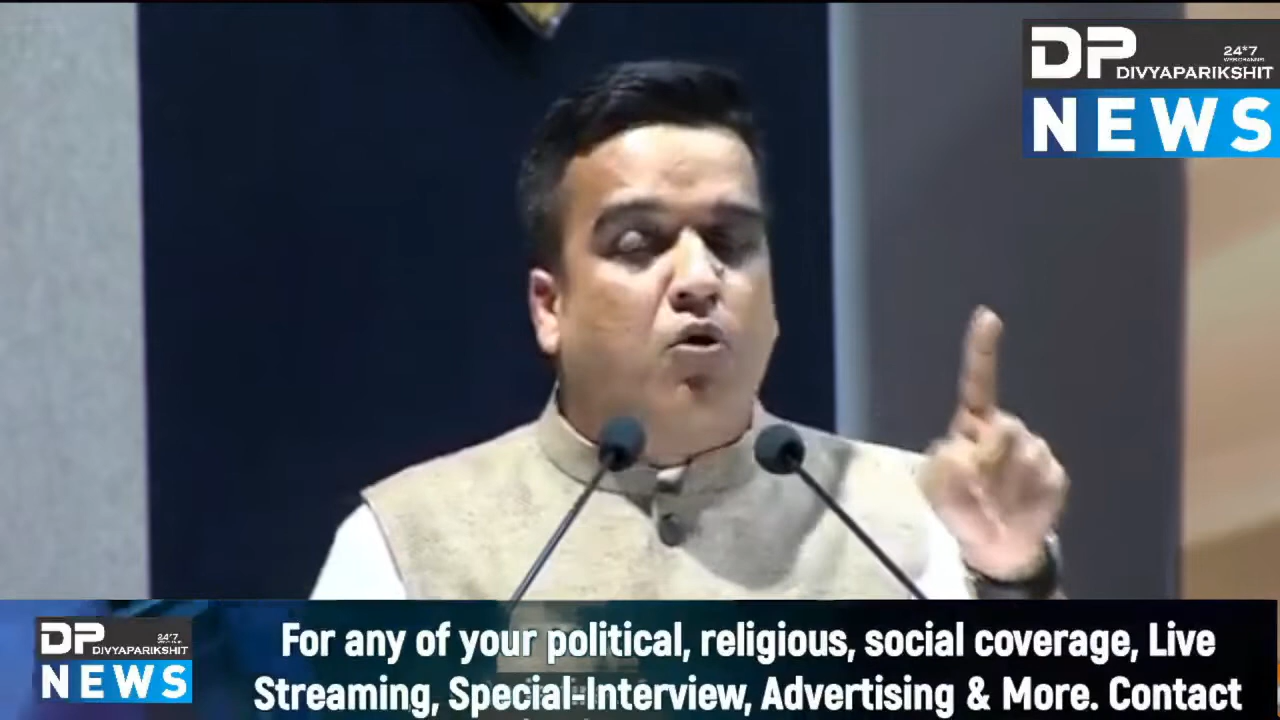 DP
24*7
DIVYAPARIKSHIT
NEWS
DP
24*7
DIVYAPARIKSHIT
NEWS
For any of your political, religious, social coverage, Live
Streaming, Special-Interview, Advertising & More. Contact